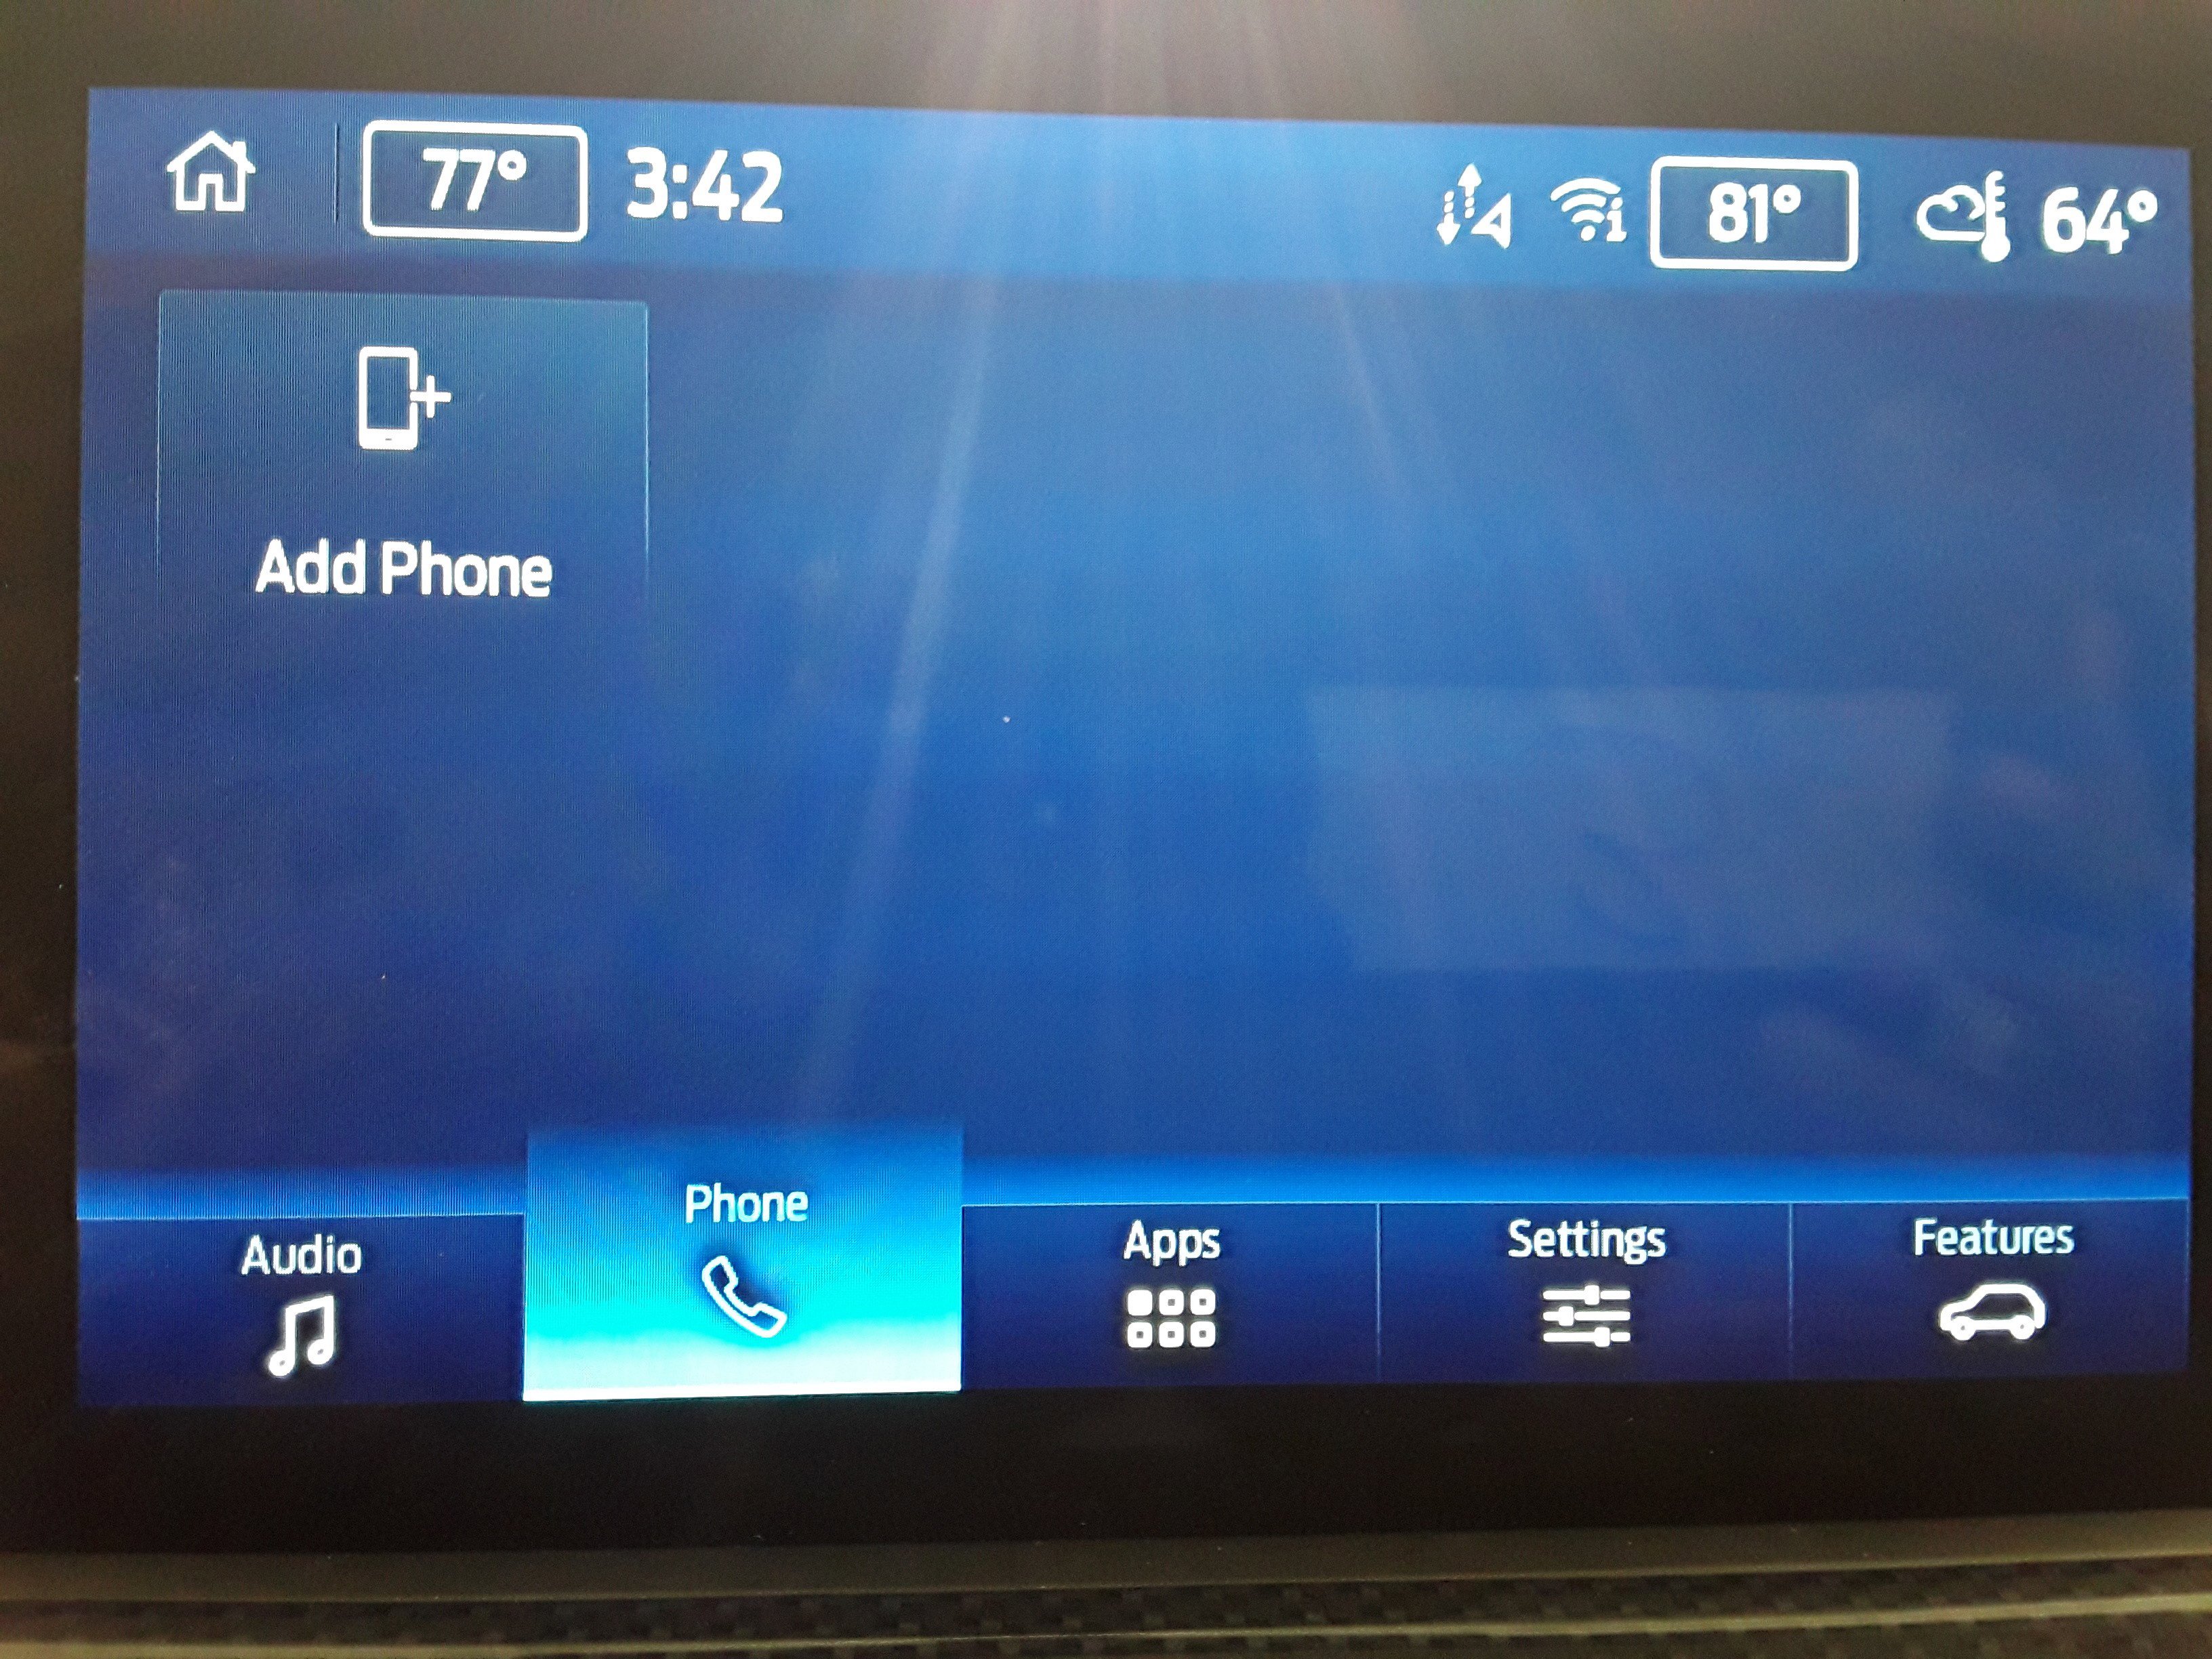 77° 3:42 81° 64°
Add Phone
Audio Phone Apps Settings Features